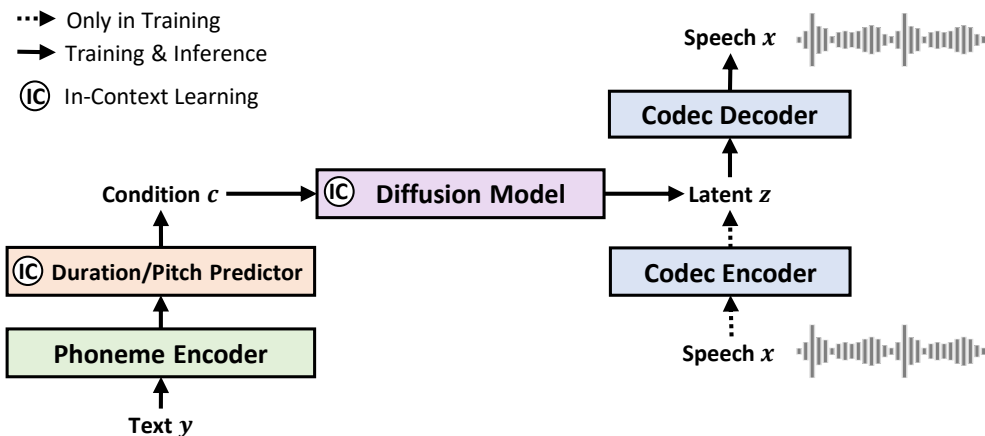 Only in Training
Training & Inference
IC In-Context Learning
Speech x
Codec Decoder
Condition c
IC Diffusion Model
Latent z
IC Duration/Pitch Predictor
Codec Encoder
Phoneme Encoder
Speech x
Text y